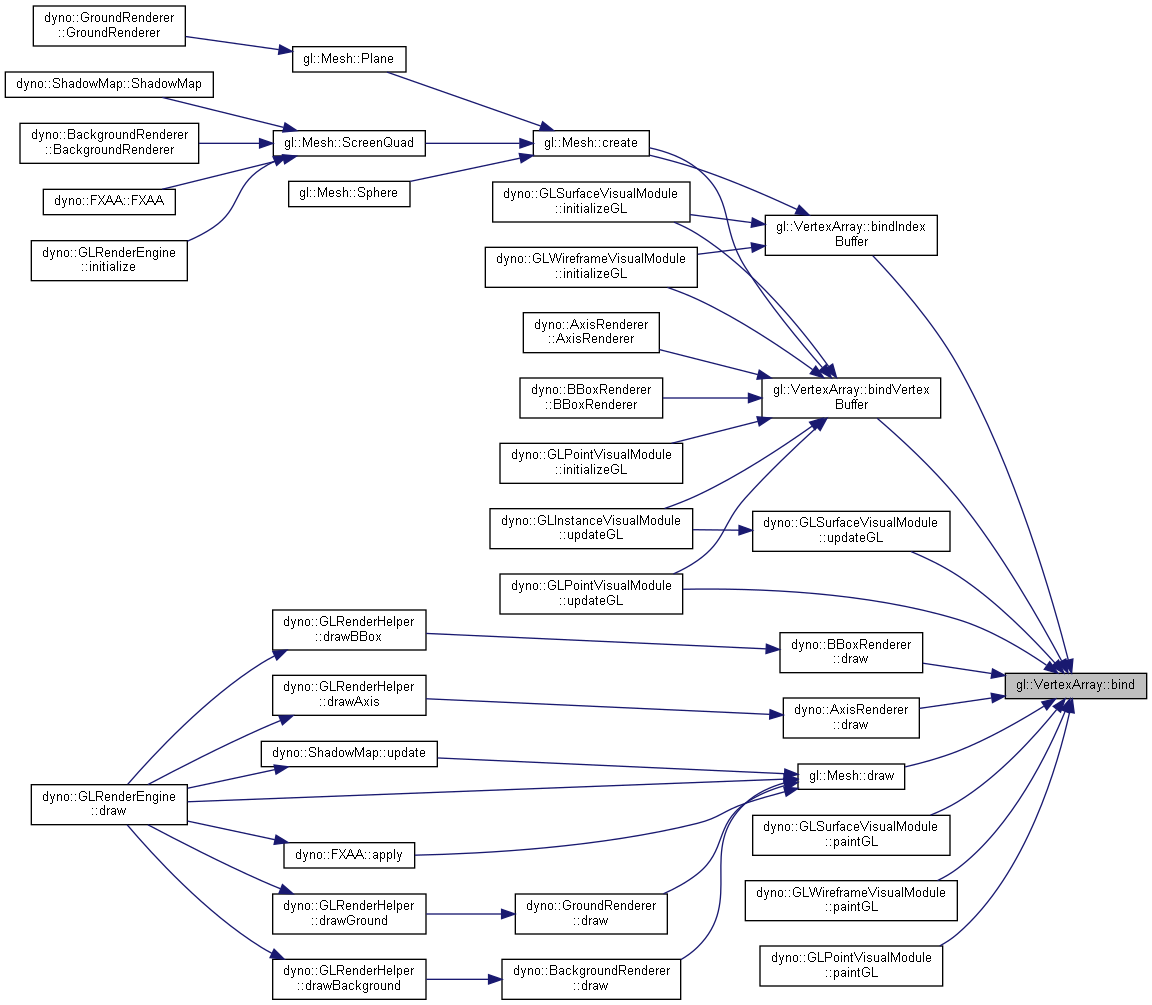 dyno::GroundRenderer
::GroundRenderer
gl::Mesh::Plane
dyno::ShadowMap::ShadowMap
dyno::BackgroundRenderer
::BackgroundRenderer
gl::Mesh::ScreenQuad
gl::Mesh::create
dyno::FXAA::FXAA
gl::Mesh::Sphere
dyno::GLSurfaceVisualModule
::initializeGL
gl::VertexArray::bindIndex
Buffer
dyno::GLRenderEngine
::initialize
dyno::GLWireframeVisualModule
::initializeGL
dyno::AxisRenderer
::AxisRenderer
dyno::BBoxRenderer
::BBoxRenderer
gl::VertexArray::bindVertex
Buffer
dyno::GLPointVisualModule
::initializeGL
dyno::GLInstanceVisualModule
::updateGL
dyno::GLSurfaceVisualModule
::updateGL
dyno::GLPointVisualModule
::updateGL
dyno::GLRenderHelper
::drawBBox
dyno::BBoxRenderer
::draw
gl::VertexArray::bind
dyno::GLRenderHelper
::drawAxis
dyno::AxisRenderer
::draw
dyno::ShadowMap::update
gl::Mesh::draw
dyno::GLRenderEngine
::draw
dyno::GLSurfaceVisualModule
::paintGL
dyno::FXAA::apply
dyno::GLRenderHelper
::drawGround
dyno::GroundRenderer
::draw
dyno::GLWireframeVisualModule
::paintGL
dyno::GLRenderHelper
::drawBackground
dyno::BackgroundRenderer
::draw
dyno::GLPointVisualModule
::paintGL